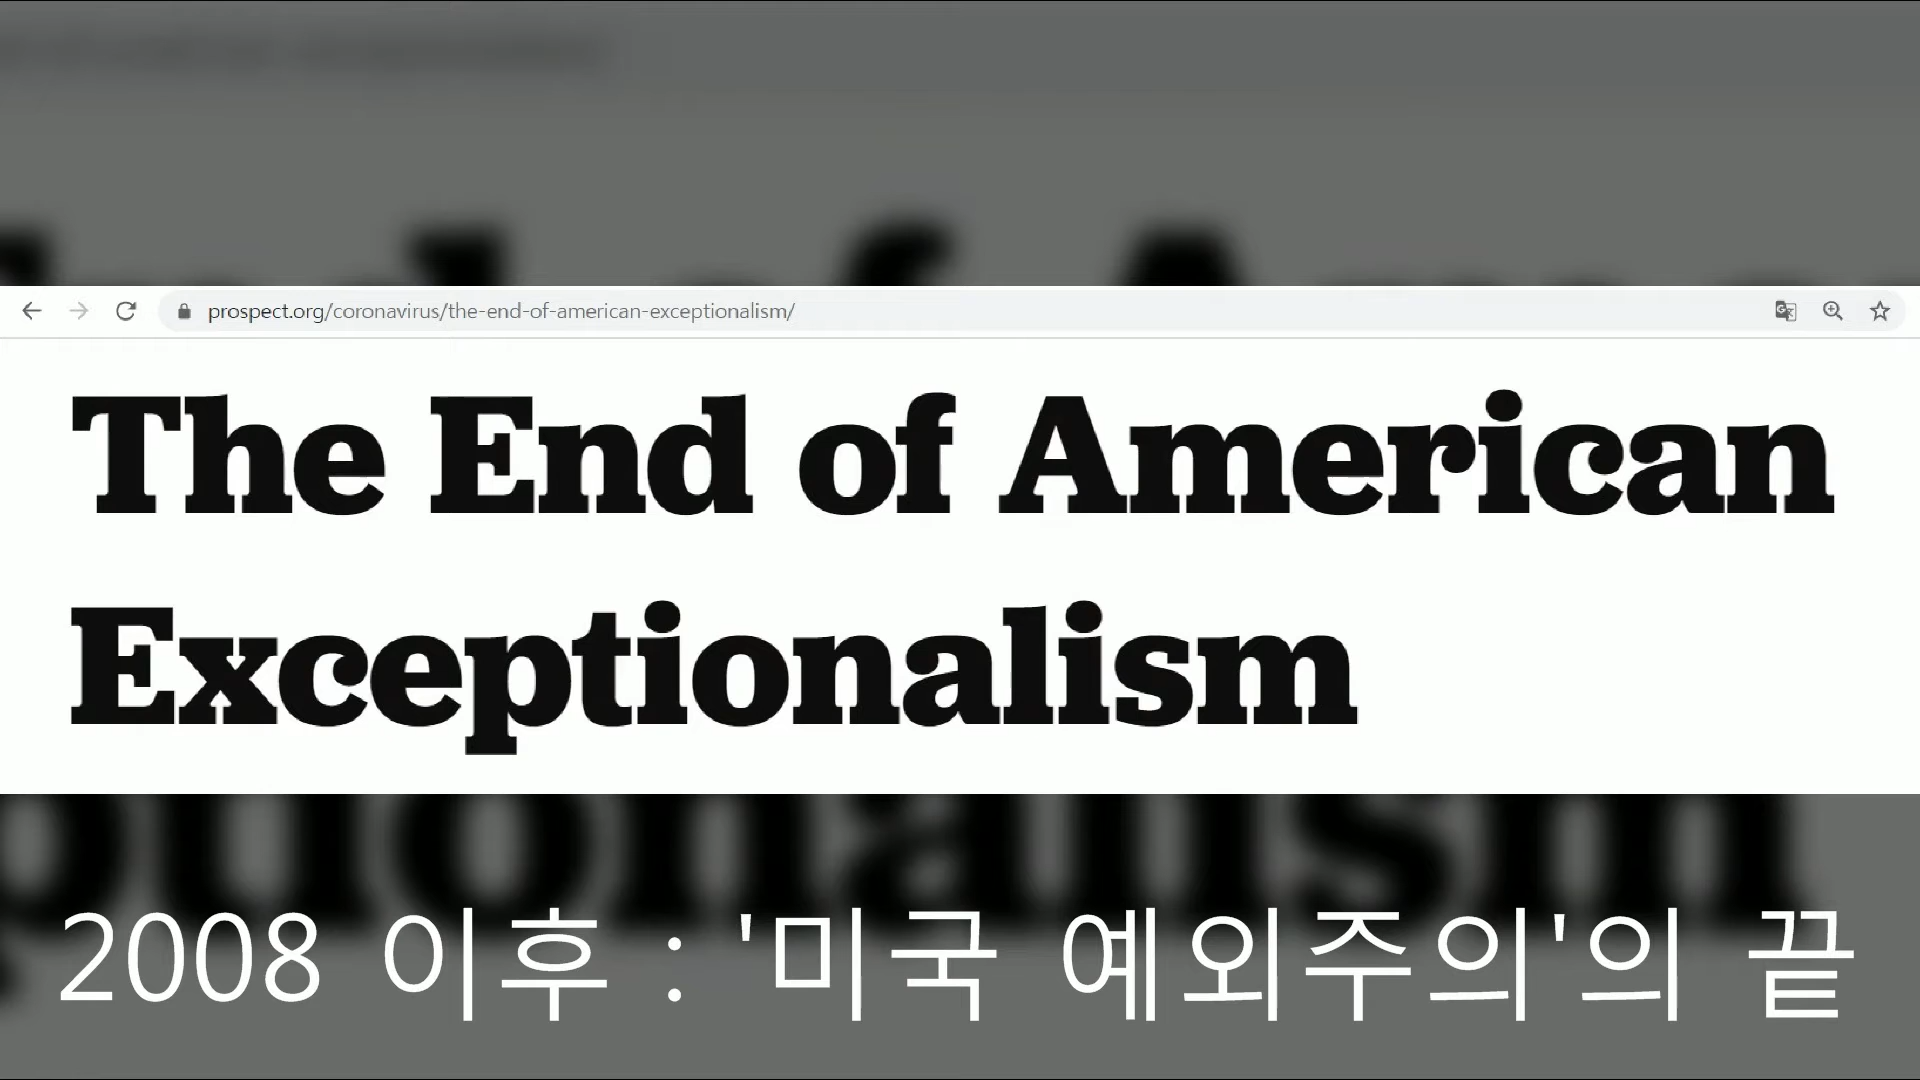 prospect.org/coronavirus/the-end-of-american-exceptionalism/
The End of American
Exceptionalism
2008 이후 : '미국 예외주의'의 끝